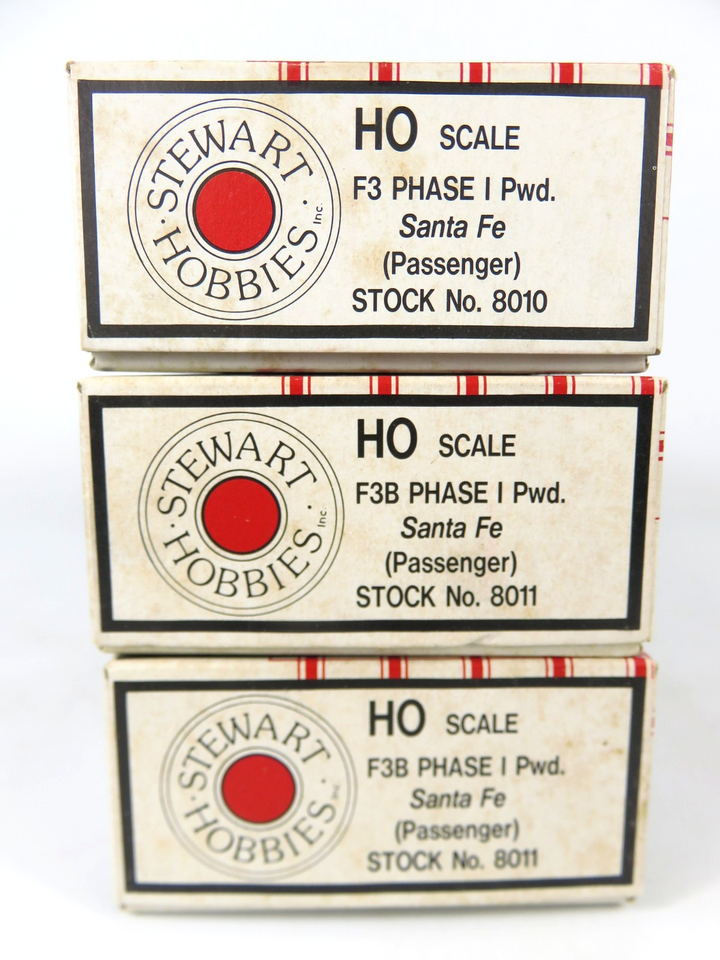 STEWART HOBBIES Inc.
HO SCALE
F3 PHASE I Pwd.
Santa Fe
(Passenger)
STOCK No. 8010
STEWART HOBBIES Inc.
HO SCALE
F3B PHASE I Pwd.
Santa Fe
(Passenger)
STOCK No. 8011
STEWART HOBBIES Inc.
HO SCALE
F3B PHASE I Pwd.
Santa Fe
(Passenger)
STOCK No. 8011